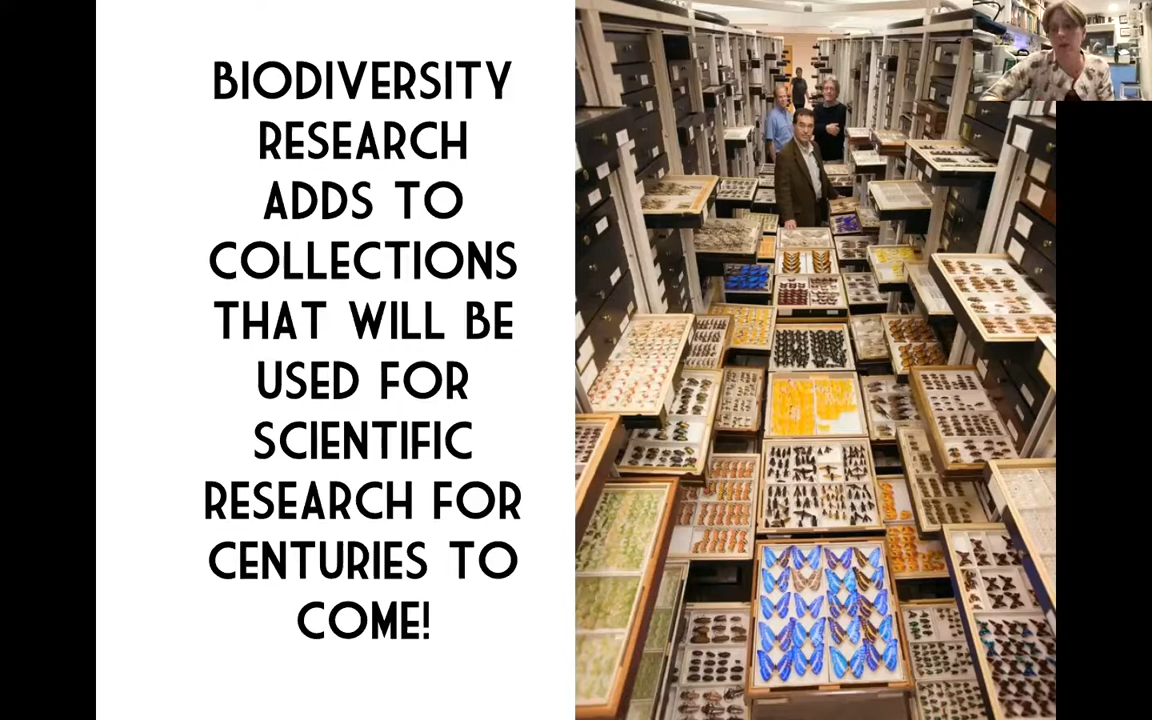 BIODIVERSITY
RESEARCH
ADDS TO
COLLECTIONS
THAT WILL BE
USED FOR
SCIENTIFIC
RESEARCH FOR
CENTURIES TO
COME!